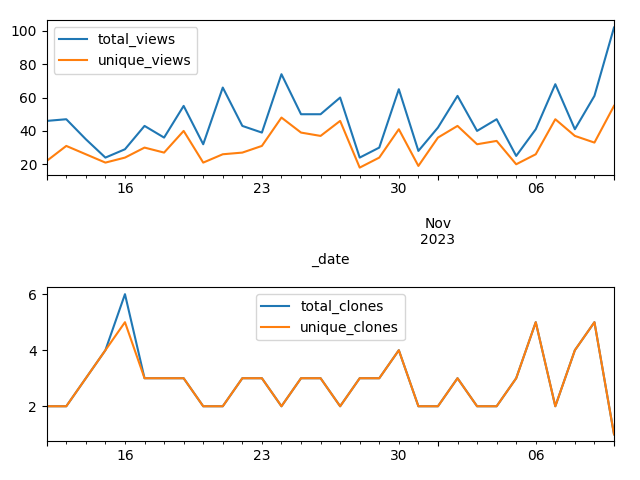 100
80
60
40
20
total_views
unique_views
16
23
30
06
Nov
2023
_date
6
4
2
total_clones
unique_clones
16
23
30
06